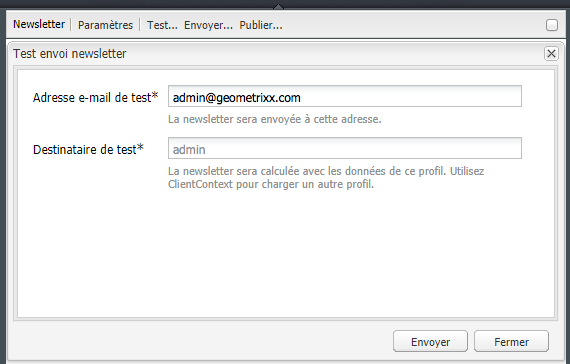 Newsletter Paramètres Test... Envoyer... Publier...
Test envoi newsletter
Adresse e-mail de test* admin@geometrixx.com
La newsletter sera envoyée à cette adresse.
Destinataire de test* admin
La newsletter sera calculée avec les données de ce profil. Utilisez
ClientContext pour charger un autre profil.
Envoyer Fermer